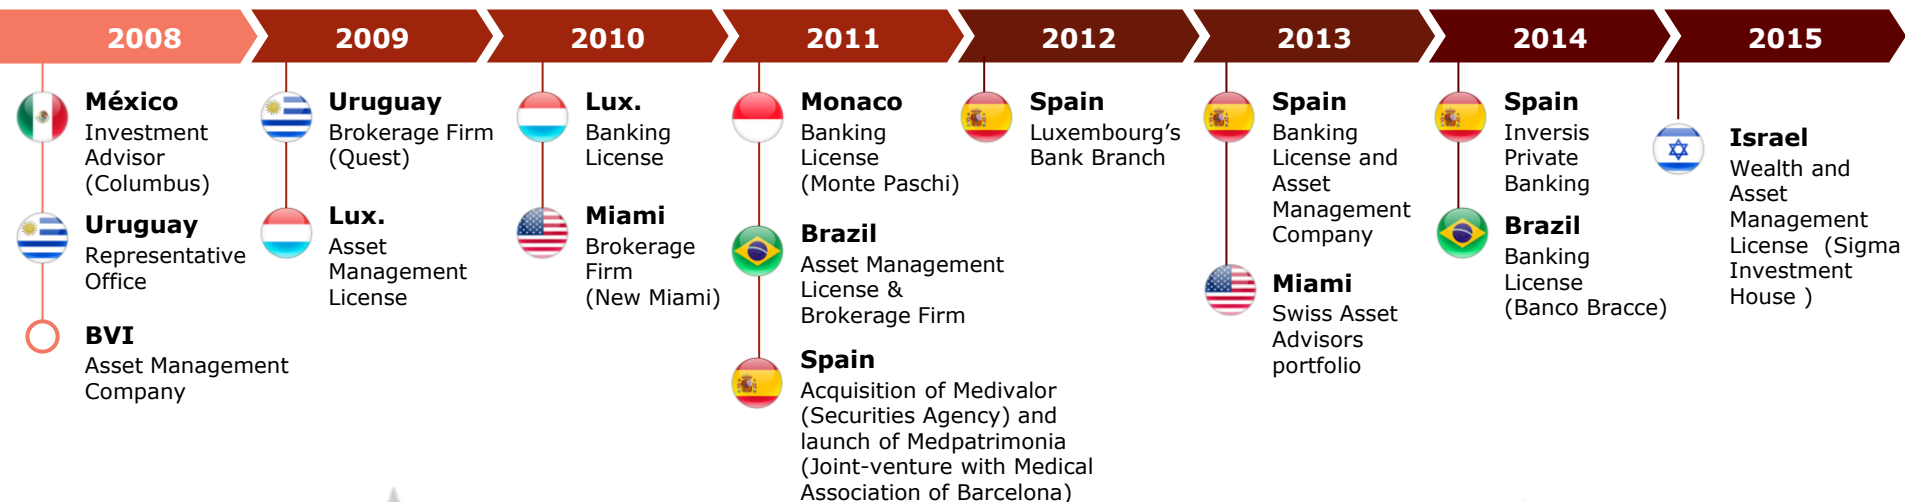 2008
2009
2010
2011
2012
2013
2014
2015
México
Investment
Advisor
(Columbus)
Uruguay
Representative
Office
BVI
Asset Management
Company
Uruguay
Brokerage Firm
(Quest)
Lux.
Asset
Management
License
Lux.
Banking
License
Miami
Brokerage
Firm
(New Miami)
Monaco
Banking
License
(Monte Paschi)
Brazil
Asset Management
License &
Brokerage Firm
Spain
Acquisition of Medivalor
(Securities Agency) and
launch of Medpatrimonia
(Joint-venture with Medical
Association of Barcelona)
Spain
Luxembourg’s
Bank Branch
Spain
Banking
License and
Asset
Management
Company
Miami
Swiss Asset
Advisors
portfolio
Spain
Inversis
Private
Banking
Brazil
Banking
License
(Banco Bracce)
Israel
Wealth and
Asset
Management
License (Sigma
Investment
House )